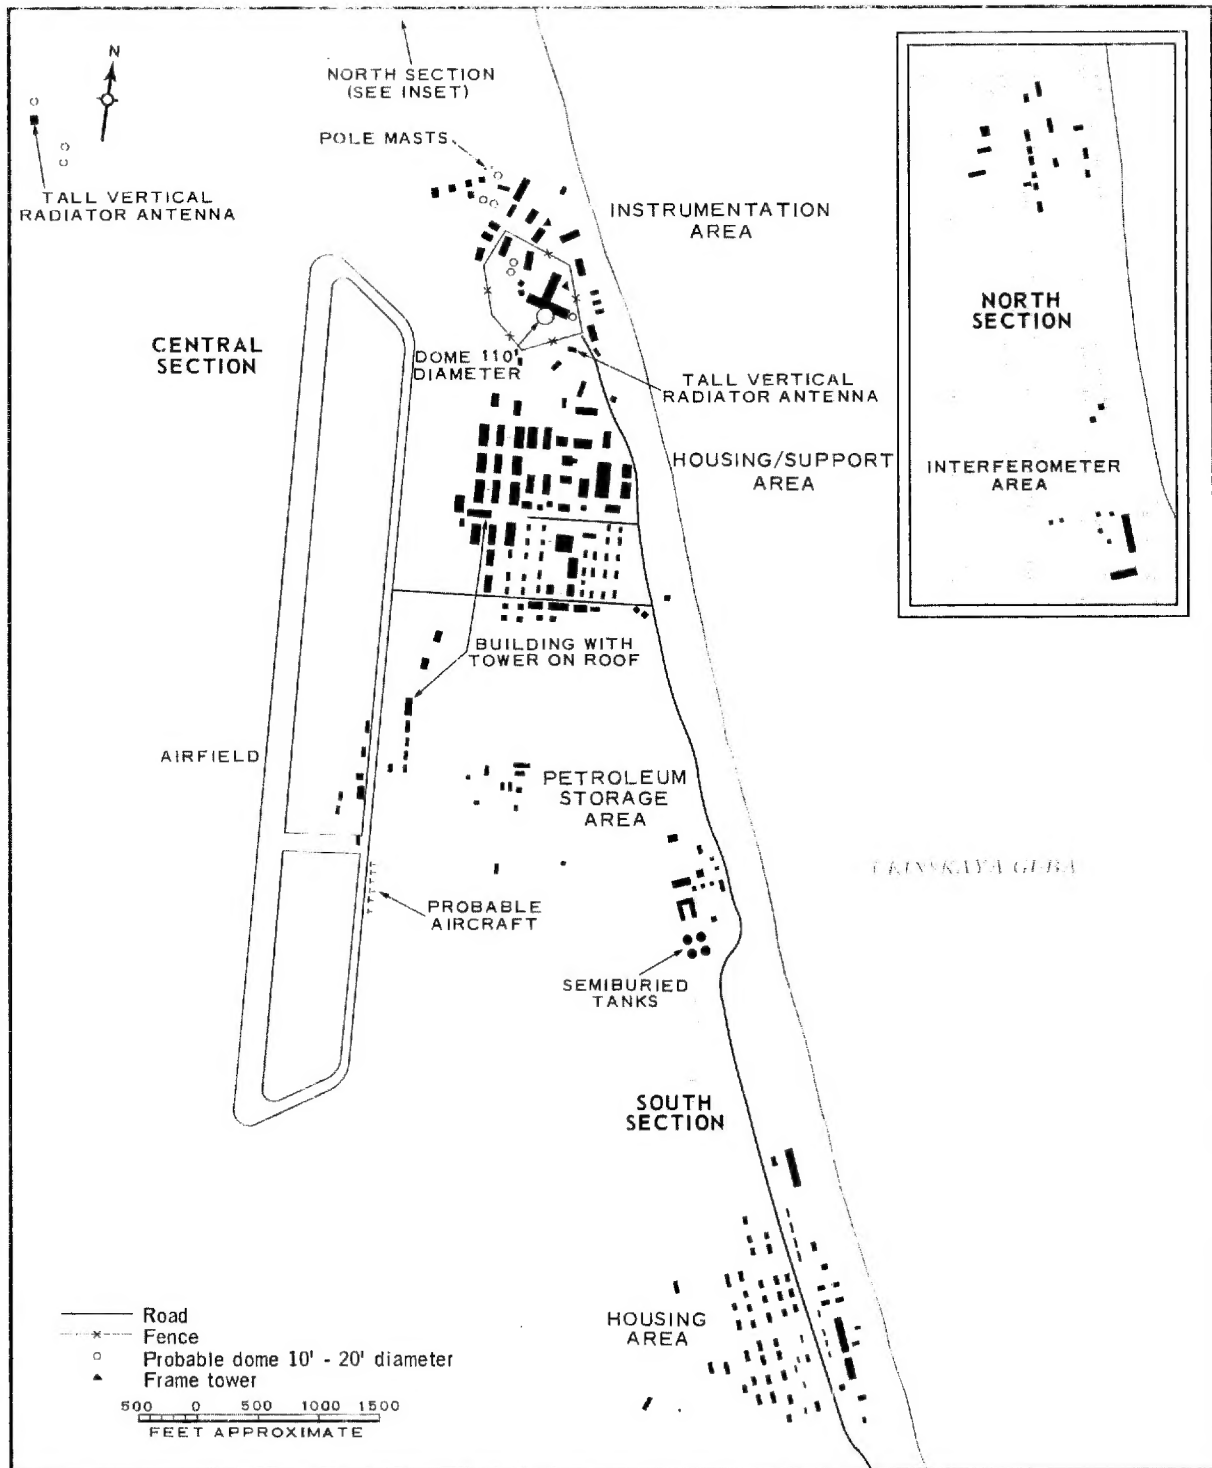 N
NORTH SECTION
(SEE INSET)
POLE MASTS
TALL VERTICAL
RADIATOR ANTENNA
INSTRUMENTATION
AREA
CENTRAL
SECTION
DOME 110'
DIAMETER
TALL VERTICAL
RADIATOR ANTENNA
HOUSING/SUPPORT
AREA
NORTH
SECTION
INTERFEROMETER
AREA
BUILDING WITH
TOWER ON ROOF
AIRFIELD
PETROLEUM
STORAGE
AREA
PROBABLE
AIRCRAFT
SEMIBURIED
TANKS
SOUTH
SECTION
HOUSING
AREA
Road
Fence
Probable dome 10' - 20' diameter
Frame tower
500 0 500 1000 1500
FEET APPROXIMATE